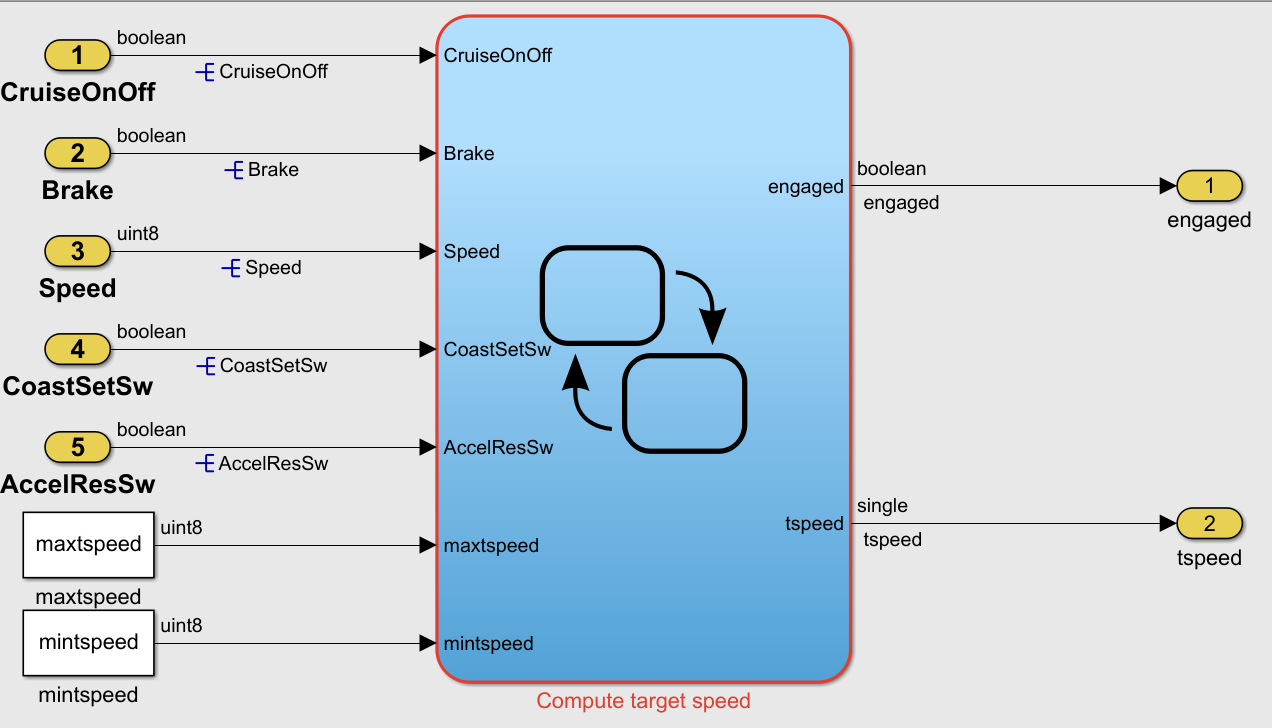 boolean
1
CruiseOnOff
CruiseOnOff
CruiseOnOff
boolean
2
Brake
Brake
Brake
uint8
3
Speed
Speed
Speed
boolean
4
CoastSetSw
CoastSetSw
CoastSetSw
boolean
5
AccelResSw
AccelResSw
AccelResSw
uint8
maxtspeed
maxtspeed
maxtspeed
uint8
mintspeed
mintspeed
mintspeed
engaged
boolean
engaged
1
engaged
tspeed
single
tspeed
2
tspeed
Compute target speed